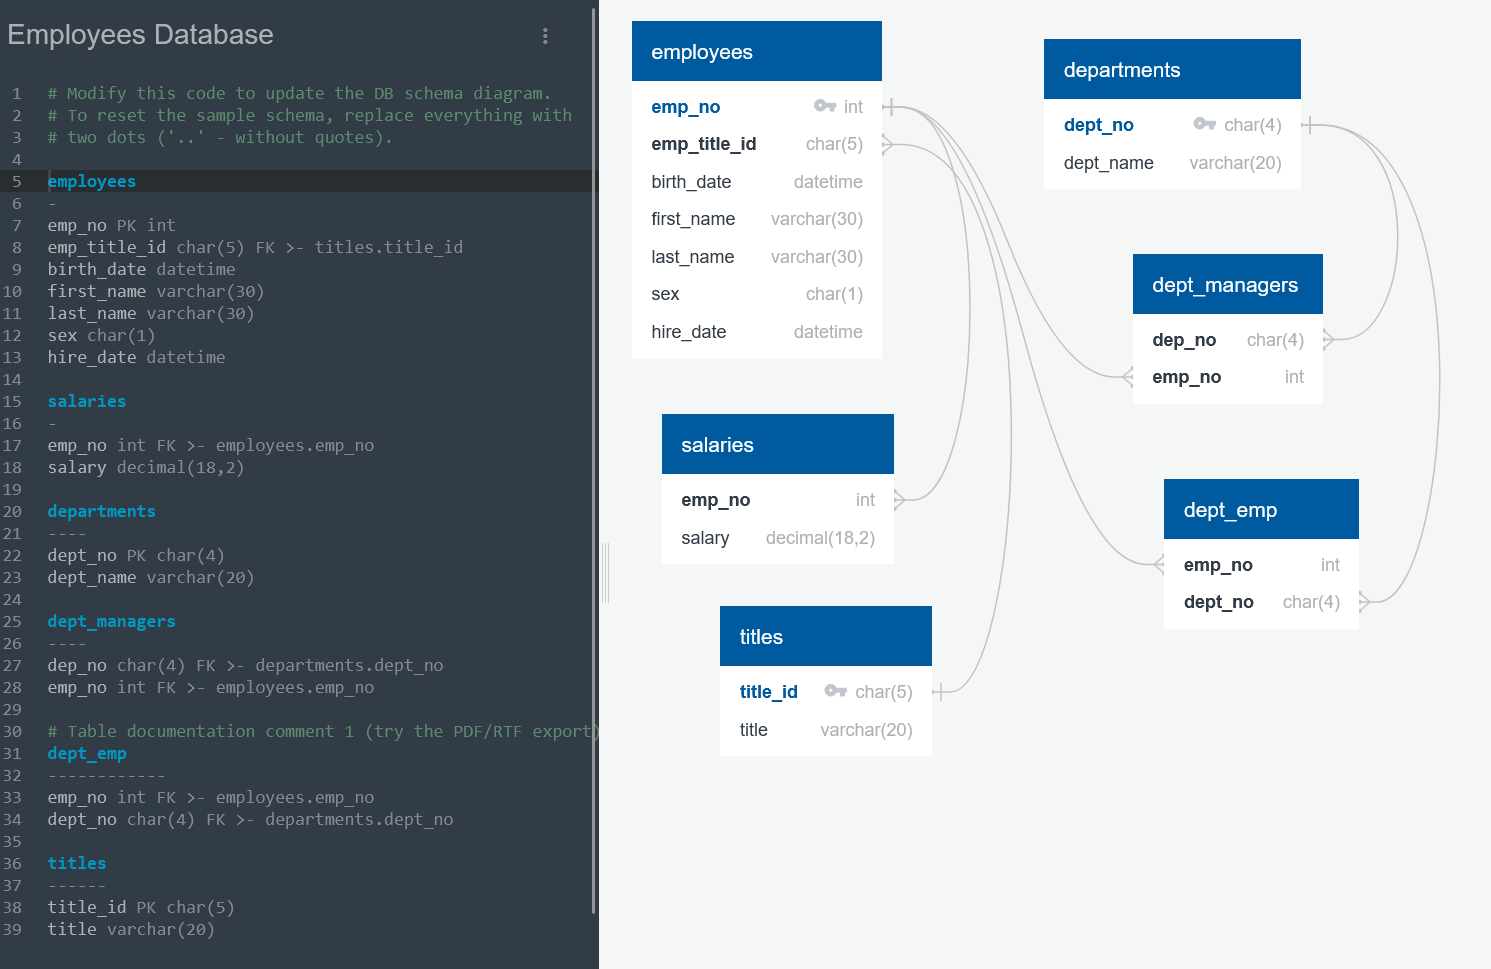 Employees Database
1 # Modify this code to update the DB schema diagram.
2 # To reset the sample schema, replace everything with
3 # two dots ('..' - without quotes).
4
5 employees
6 -
7 emp_no PK int
8 emp_title_id char(5) FK >- titles.title_id
9 birth_date datetime
10 first_name varchar(30)
11 last_name varchar(30)
12 sex char(1)
13 hire_date datetime
14
15 salaries
16 -
17 emp_no int FK >- employees.emp_no
18 salary decimal(18,2)
19
20 departments
21 ----
22 dept_no PK char(4)
23 dept_name varchar(20)
24
25 dept_managers
26 ----
27 dep_no char(4) FK >- departments.dept_no
28 emp_no int FK >- employees.emp_no
29
30 # Table documentation comment 1 (try the PDF/RTF export)
31 dept_emp
32 ------------
33 emp_no int FK >- employees.emp_no
34 dept_no char(4) FK >- departments.dept_no
35
36 titles
37 ------
38 title_id PK char(5)
39 title varchar(20)
employees
emp_no int
emp_title_id char(5)
birth_date datetime
first_name varchar(30)
last_name varchar(30)
sex char(1)
hire_date datetime
departments
dept_no char(4)
dept_name varchar(20)
dept_managers
dep_no char(4)
emp_no int
salaries
emp_no int
salary decimal(18,2)
dept_emp
emp_no int
dept_no char(4)
titles
title_id char(5)
title varchar(20)